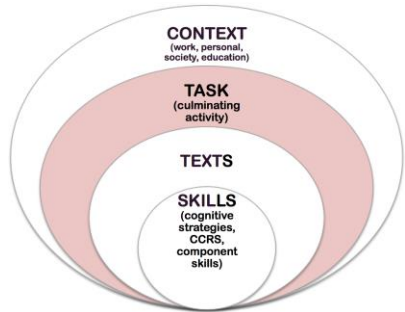 CONTEXT
(work, personal,
society, education)
TASK
(culminating
activity)
TEXTS
SKILLS
(cognitive
strategies,
CCRS,
component
skills)